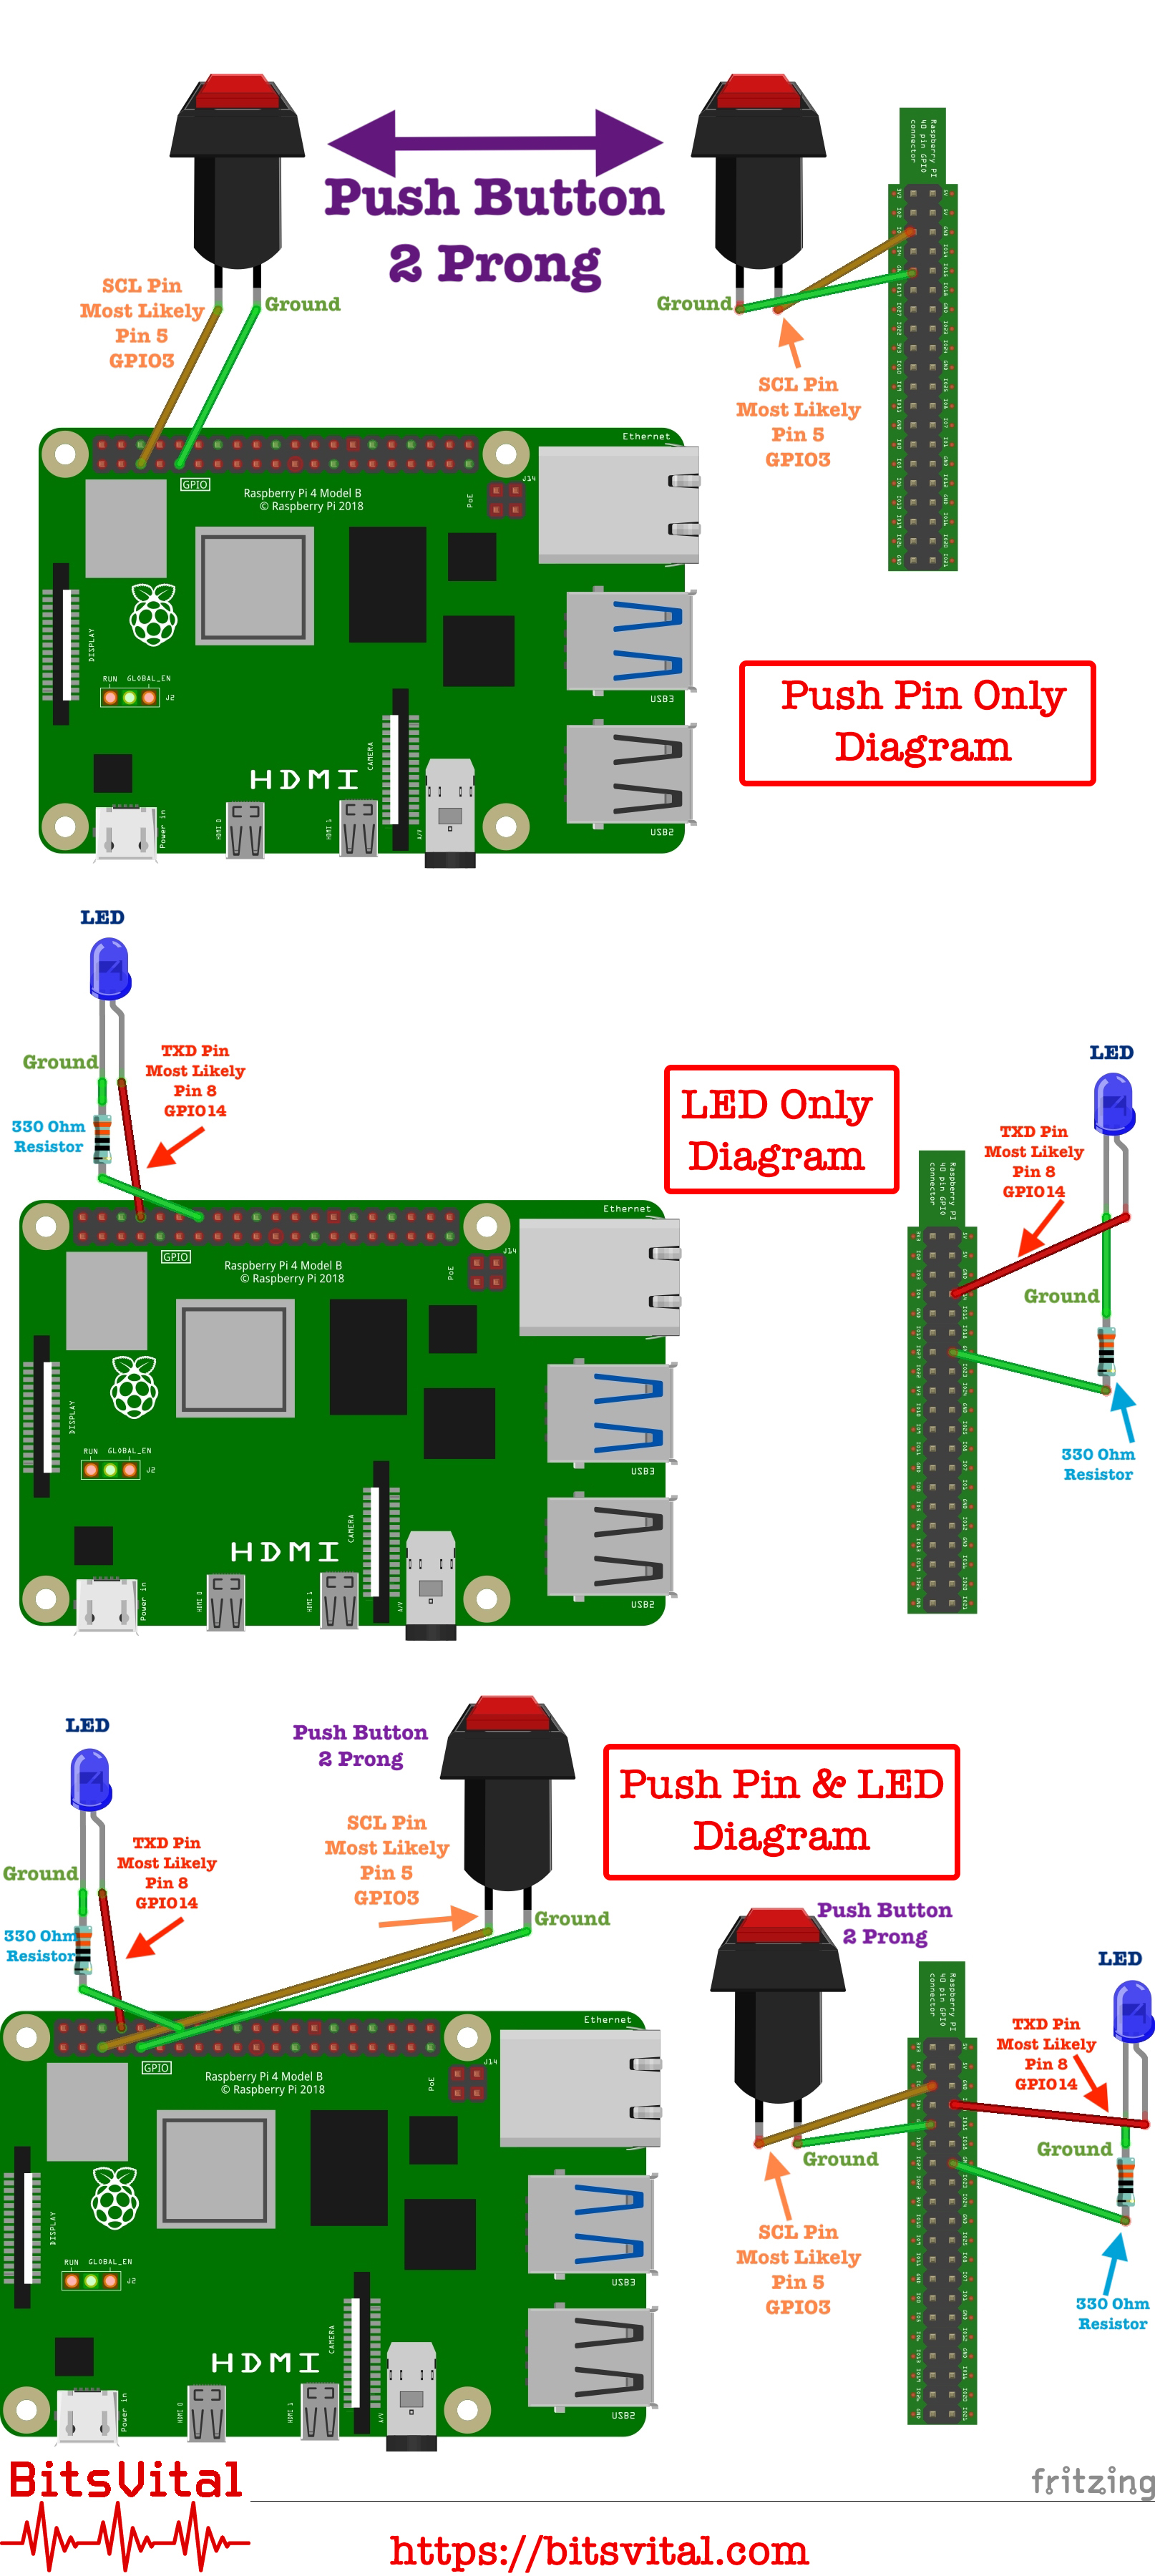 Push Button
2 Prong
SCL Pin
Most Likely
Pin 5
GPIO3
Ground
Ground
SCL Pin
Most Likely
Pin 5
GPIO3
Raspberry Pi
40 pin GPIO
connector
Ethernet
GPIO
Raspberry Pi 4 Model B
© Raspberry Pi 2018
J14
PoE
DISPLAY
RUN GLOBAL_EN
J2
USB3
CAMERA
HDMI
Power in
HDMI 0
HDMI 1
A/V
USB2
Push Pin Only
Diagram
LED
Ground
TXD Pin
Most Likely
Pin 8
GPIO14
330 Ohm
Resistor
LED Only
Diagram
LED
TXD Pin
Most Likely
Pin 8
GPIO14
Ground
330 Ohm
Resistor
Raspberry Pi
40 pin GPIO
connector
Ethernet
GPIO
Raspberry Pi 4 Model B
© Raspberry Pi 2018
J14
PoE
DISPLAY
RUN GLOBAL_EN
J2
USB3
CAMERA
HDMI
Power in
HDMI 0
HDMI 1
A/V
USB2
LED
Push Button
2 Prong
Push Pin & LED
Diagram
TXD Pin
Most Likely
Pin 8
GPIO14
Ground
330 Ohm
Resistor
SCL Pin
Most Likely
Pin 5
GPIO3
Ground
Push Button
2 Prong
LED
TXD Pin
Most Likely
Pin 8
GPIO14
Ground
Ground
SCL Pin
Most Likely
Pin 5
GPIO3
330 Ohm
Resistor
Raspberry Pi
40 pin GPIO
connector
Ethernet
GPIO
Raspberry Pi 4 Model B
© Raspberry Pi 2018
J14
PoE
DISPLAY
RUN GLOBAL_EN
J2
USB3
CAMERA
HDMI
Power in
HDMI 0
HDMI 1
A/V
USB2
BitsVital
fritzing
https://bitsvital.com